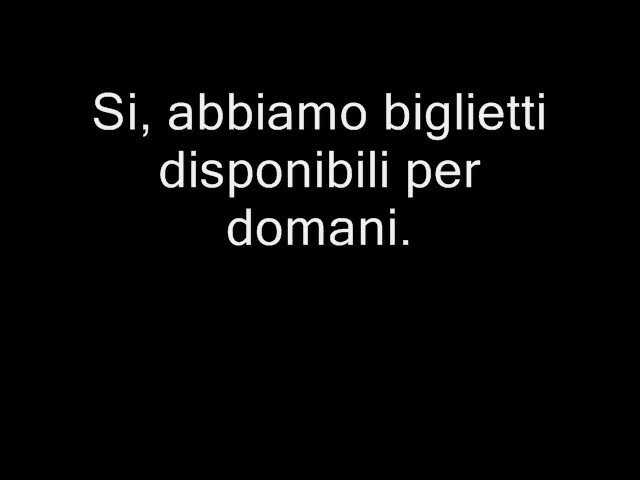 Si, abbiamo biglietti
disponibili per
domani.